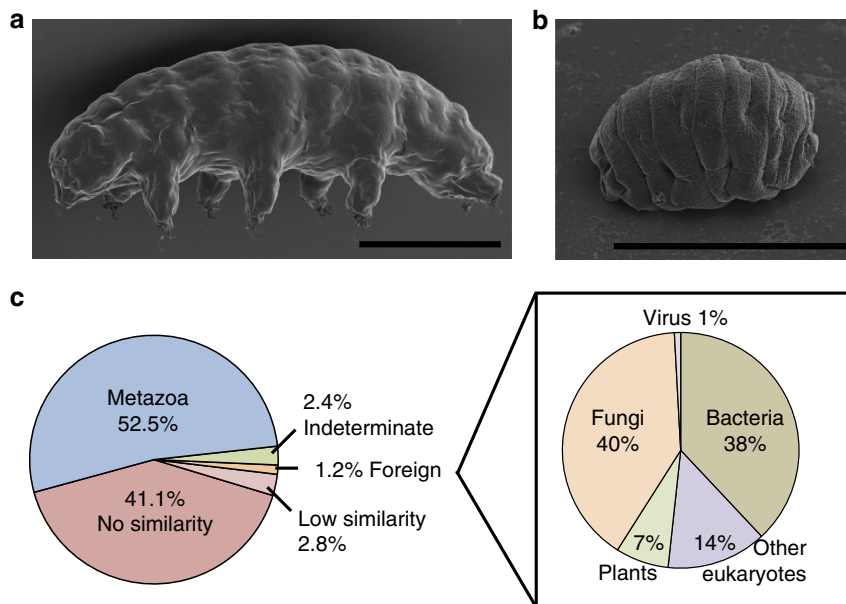 a
b
c
Metazoa
52.5%
2.4%
Indeterminate
1.2% Foreign
41.1%
No similarity
Low similarity
2.8%
Virus 1%
Fungi
40%
Bacteria
38%
7%
14%
Plants
Other
eukaryotes